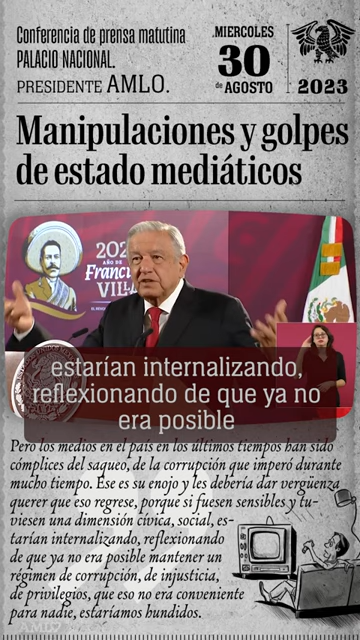 Conferencia de prensa matutina
PALACIO NACIONAL.
PRESIDENTE AMLO.
MIERCOLES
30
de AGOSTO
2023
Manipulaciones y golpes
de estado mediáticos
202
AÑO DE
Francis
VILLA
estarían internalizando,
reflexionando de que ya no
era posible
Pero los medios en el país en los últimos tiempos han sido
cómplices del saqueo, de la corrupción que imperó durante
mucho tiempo. Ese es su enojo y les debería dar vergüenza
querer que eso regrese, porque si fuesen sensibles y tu-
viesen una dimensión cívica, social, es-
tarían internalizando, reflexionando
de que ya no era posible mantener un
régimen de corrupción, de injusticia,
de privilegios, que eso no era conveniente
para nadie, estaríamos hundidos.